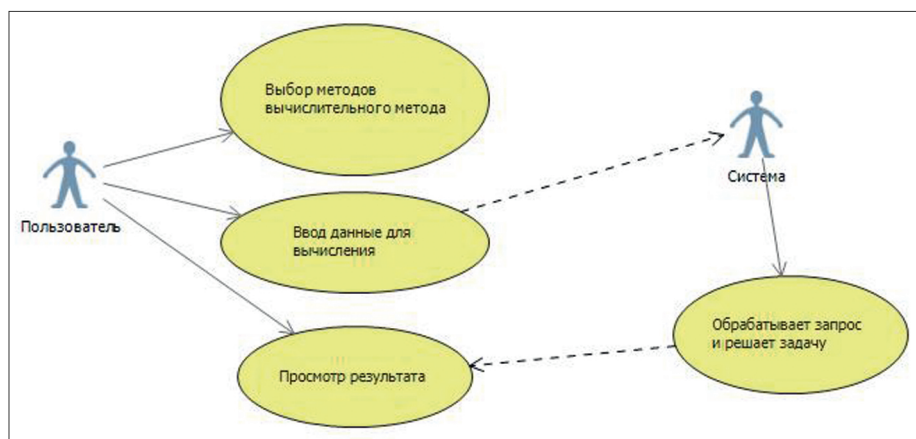 Выбор методов
вычислительного метода
Пользователь
Система
Ввод данные для
вычисления
Обрабатывает запрос
и решает задачу
Просмотр результата